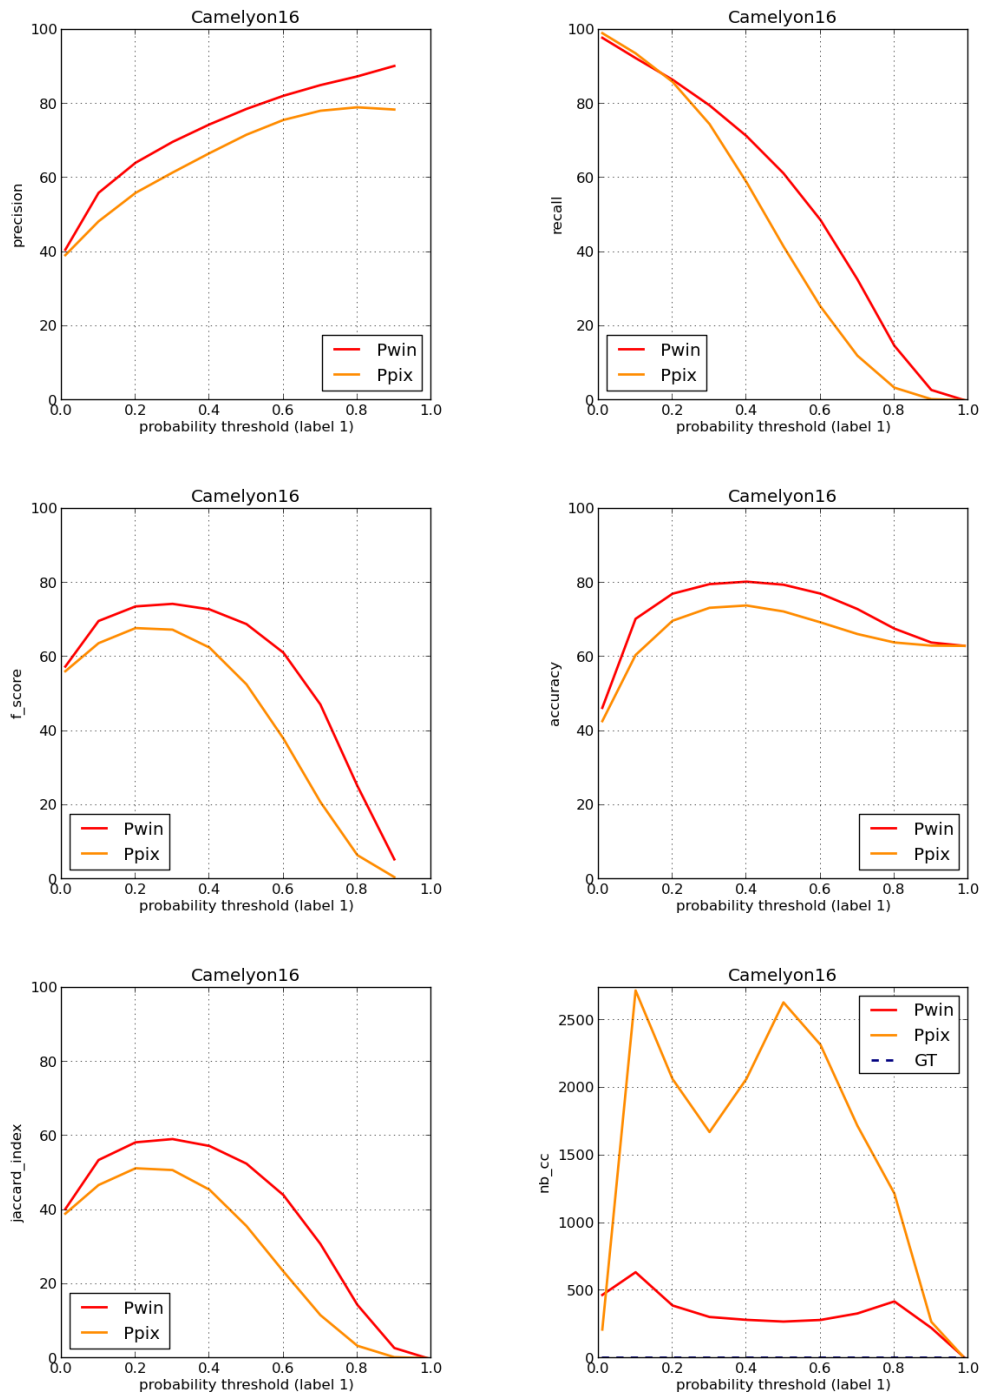 Camelyon16
100
80
60
40
20
0
precision
Pwin
Ppix
0.0 0.2 0.4 0.6 0.8 1.0
probability threshold (label 1)
Camelyon16
100
80
60
40
20
0
recall
Pwin
Ppix
0.0 0.2 0.4 0.6 0.8 1.0
probability threshold (label 1)
Camelyon16
100
80
60
40
20
0
f_score
Pwin
Ppix
0.0 0.2 0.4 0.6 0.8 1.0
probability threshold (label 1)
Camelyon16
100
80
60
40
20
0
accuracy
Pwin
Ppix
0.0 0.2 0.4 0.6 0.8 1.0
probability threshold (label 1)
Camelyon16
100
80
60
40
20
0
jaccard_index
Pwin
Ppix
0.0 0.2 0.4 0.6 0.8 1.0
probability threshold (label 1)
Camelyon16
2500
2000
1500
1000
500
0
nb_cc
Pwin
Ppix
GT
0.0 0.2 0.4 0.6 0.8 1.0
probability threshold (label 1)